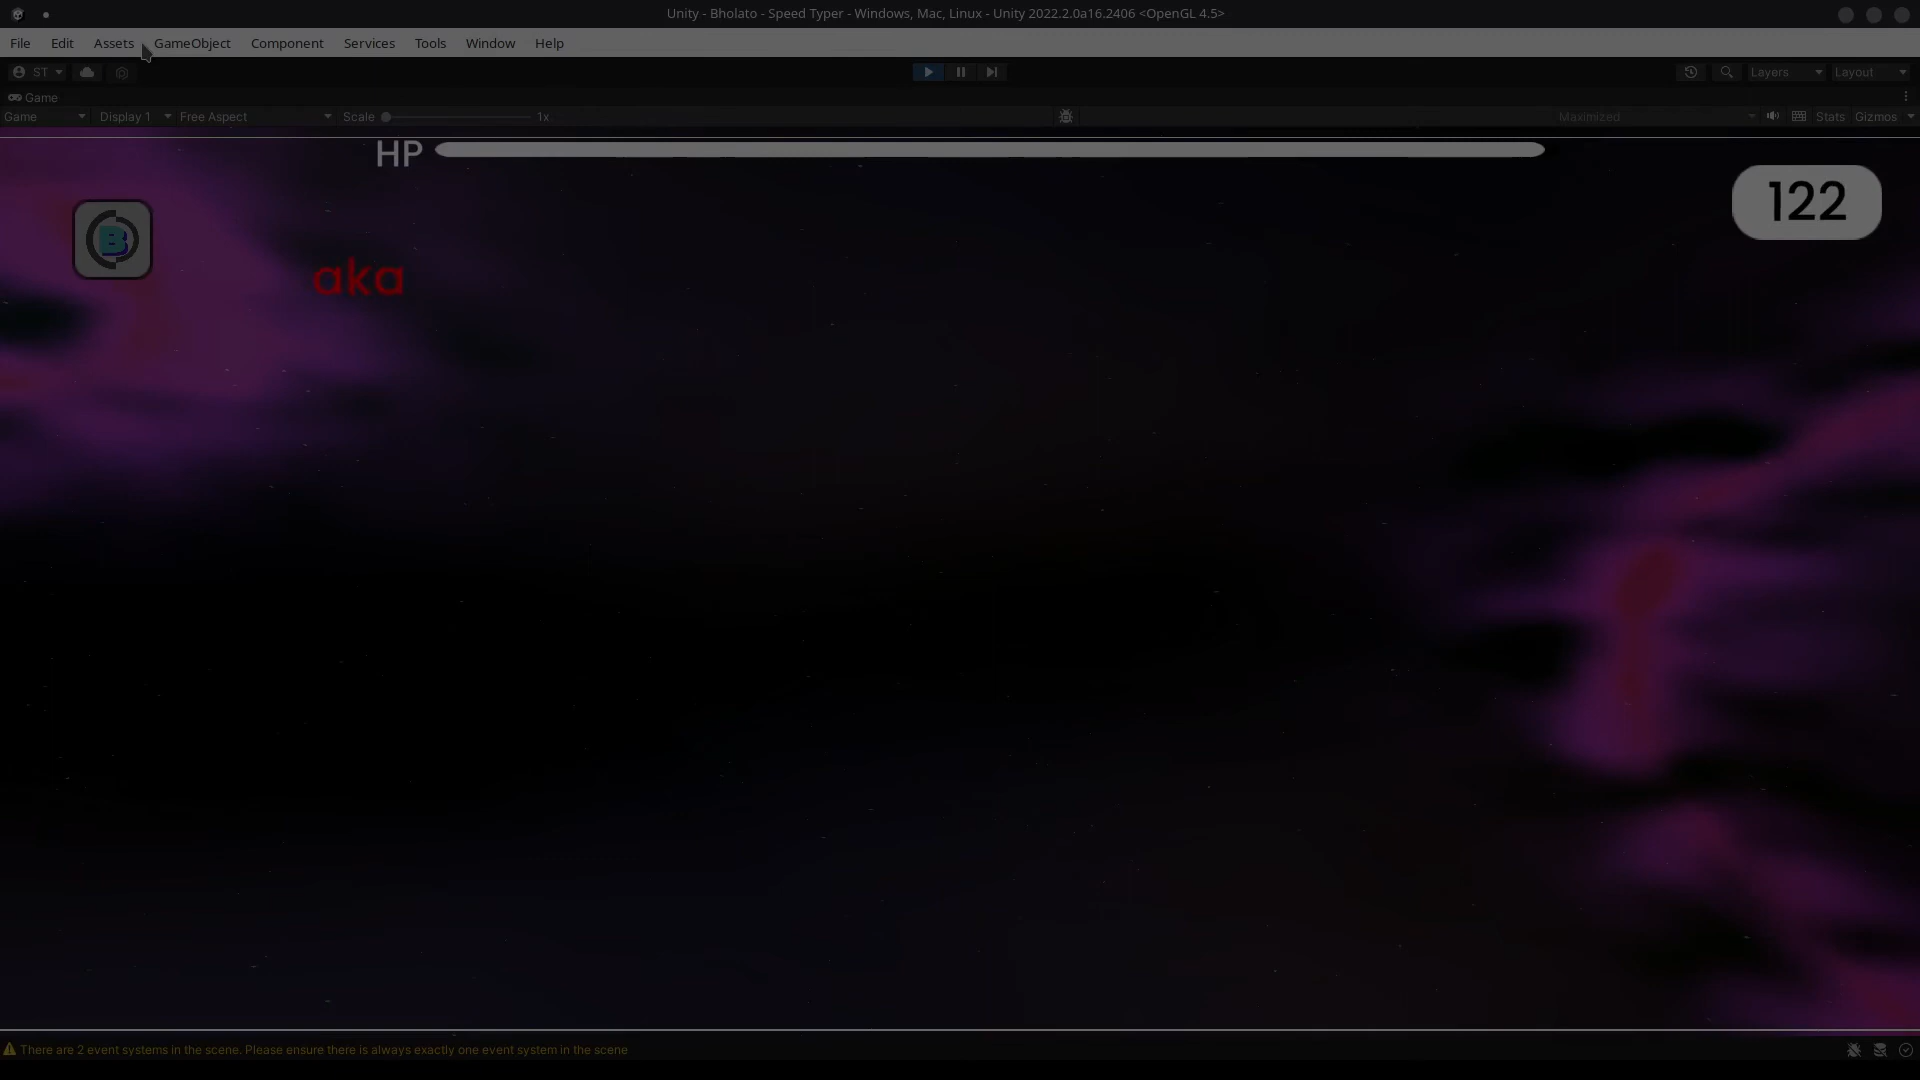 Unity - Bholato - Speed Typer - Windows, Mac, Linux - Unity 2022.2.0a16.2406 <OpenGL 4.5>
File Edit Assets GameObject Component Services Tools Window Help
ST Layers Layout
Game
Game Display 1 Free Aspect Scale 1x Maximized Stats Gizmos
HP
122
B
aka
There are 2 event systems in the scene. Please ensure there is always exactly one event system in the scene